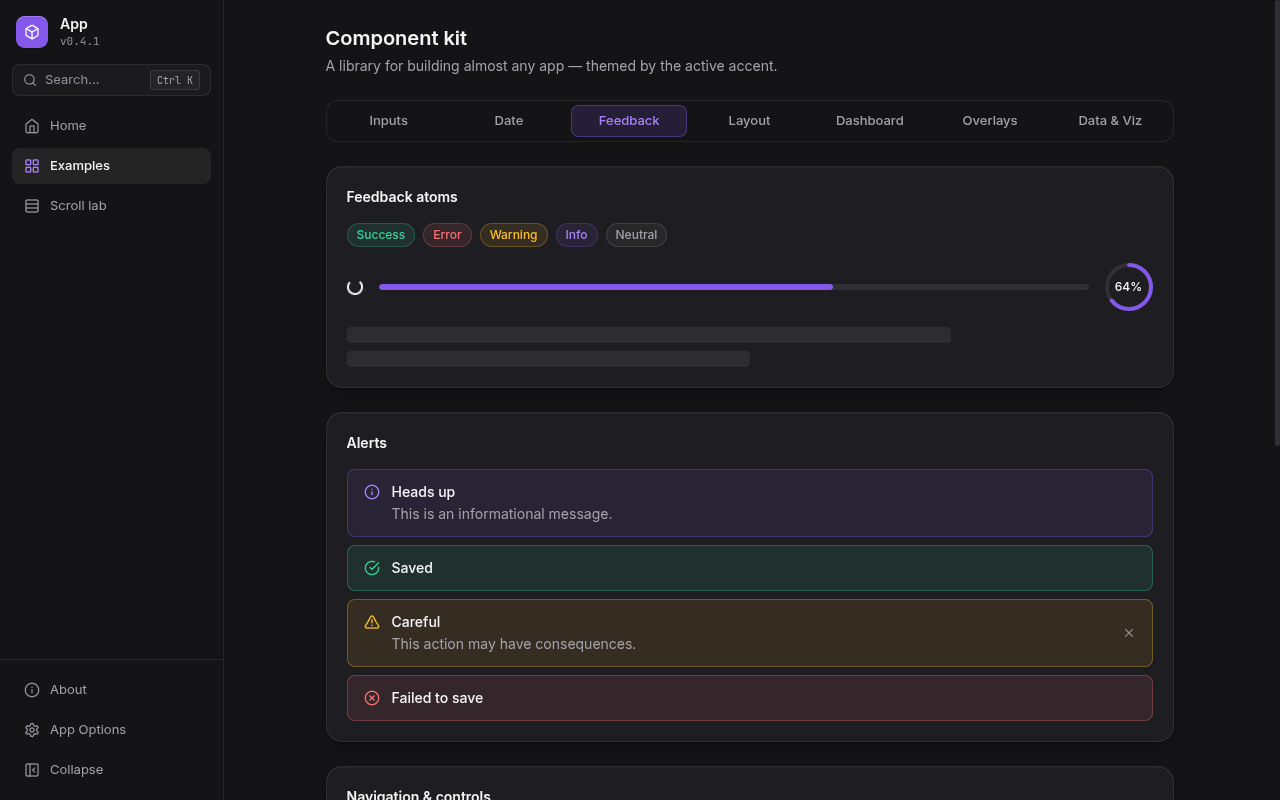 App
v0.4.1
Search...
Ctrl K
Home
Examples
Scroll lab
About
App Options
Collapse
Component kit
A library for building almost any app — themed by the active accent.
Inputs
Date
Feedback
Layout
Dashboard
Overlays
Data & Viz
Feedback atoms
Success
Error
Warning
Info
Neutral
64%
Alerts
Heads up
This is an informational message.
Saved
Careful
This action may have consequences.
Failed to save
Navigation & controls